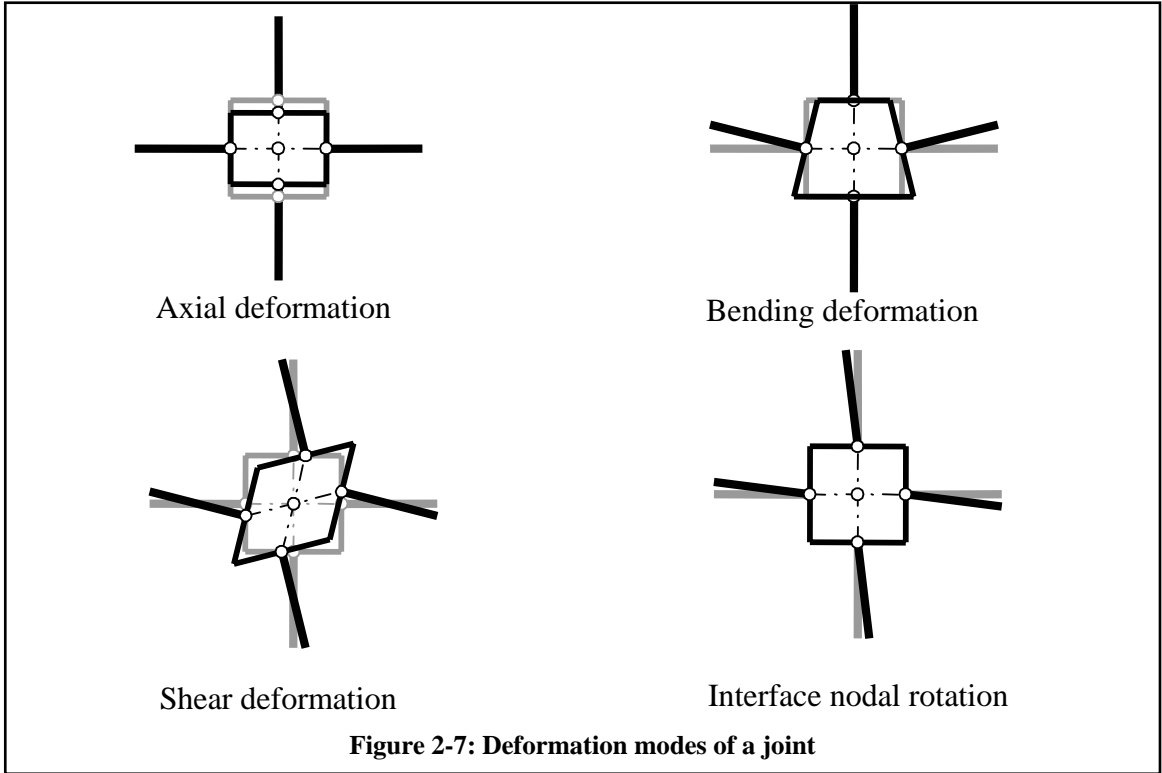 Axial deformation
Bending deformation
Shear deformation
Interface nodal rotation
Figure 2-7: Deformation modes of a joint